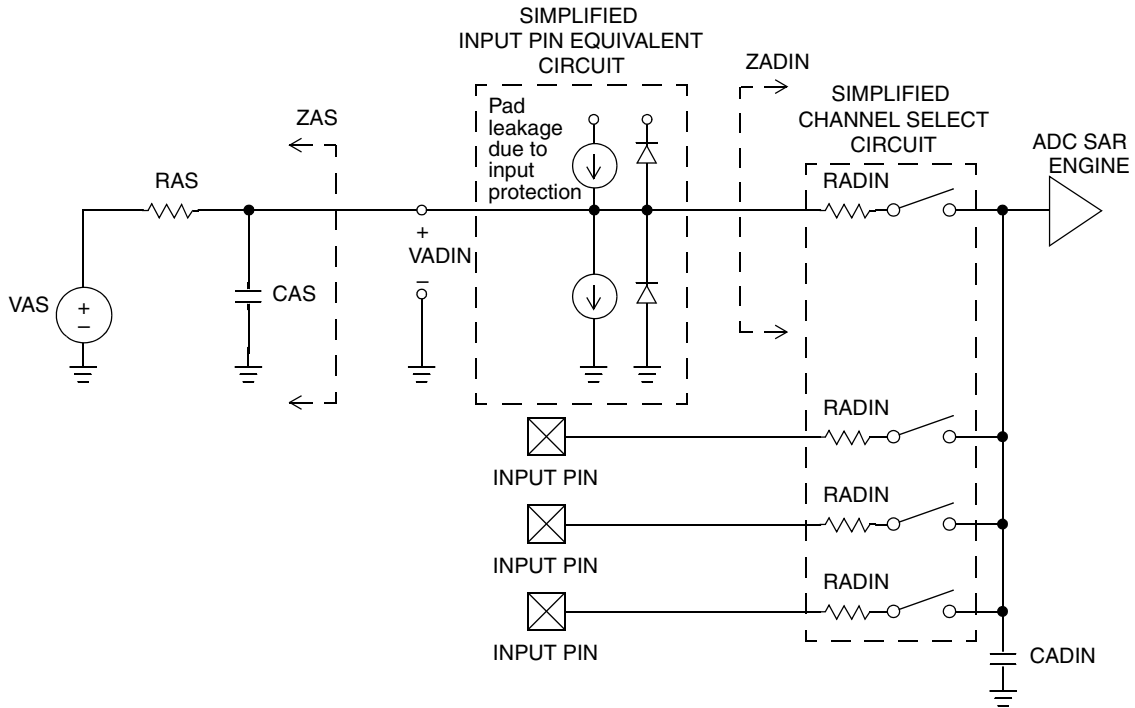 SIMPLIFIED
INPUT PIN EQUIVALENT
CIRCUIT
Pad
leakage
due to
input
protection
ZAS
ZADIN
SIMPLIFIED
CHANNEL SELECT
CIRCUIT
ADC SAR
ENGINE
RAS
RADIN
+
VADIN
–
VAS
+
–
CAS
RADIN
INPUT PIN
RADIN
INPUT PIN
RADIN
INPUT PIN
CADIN